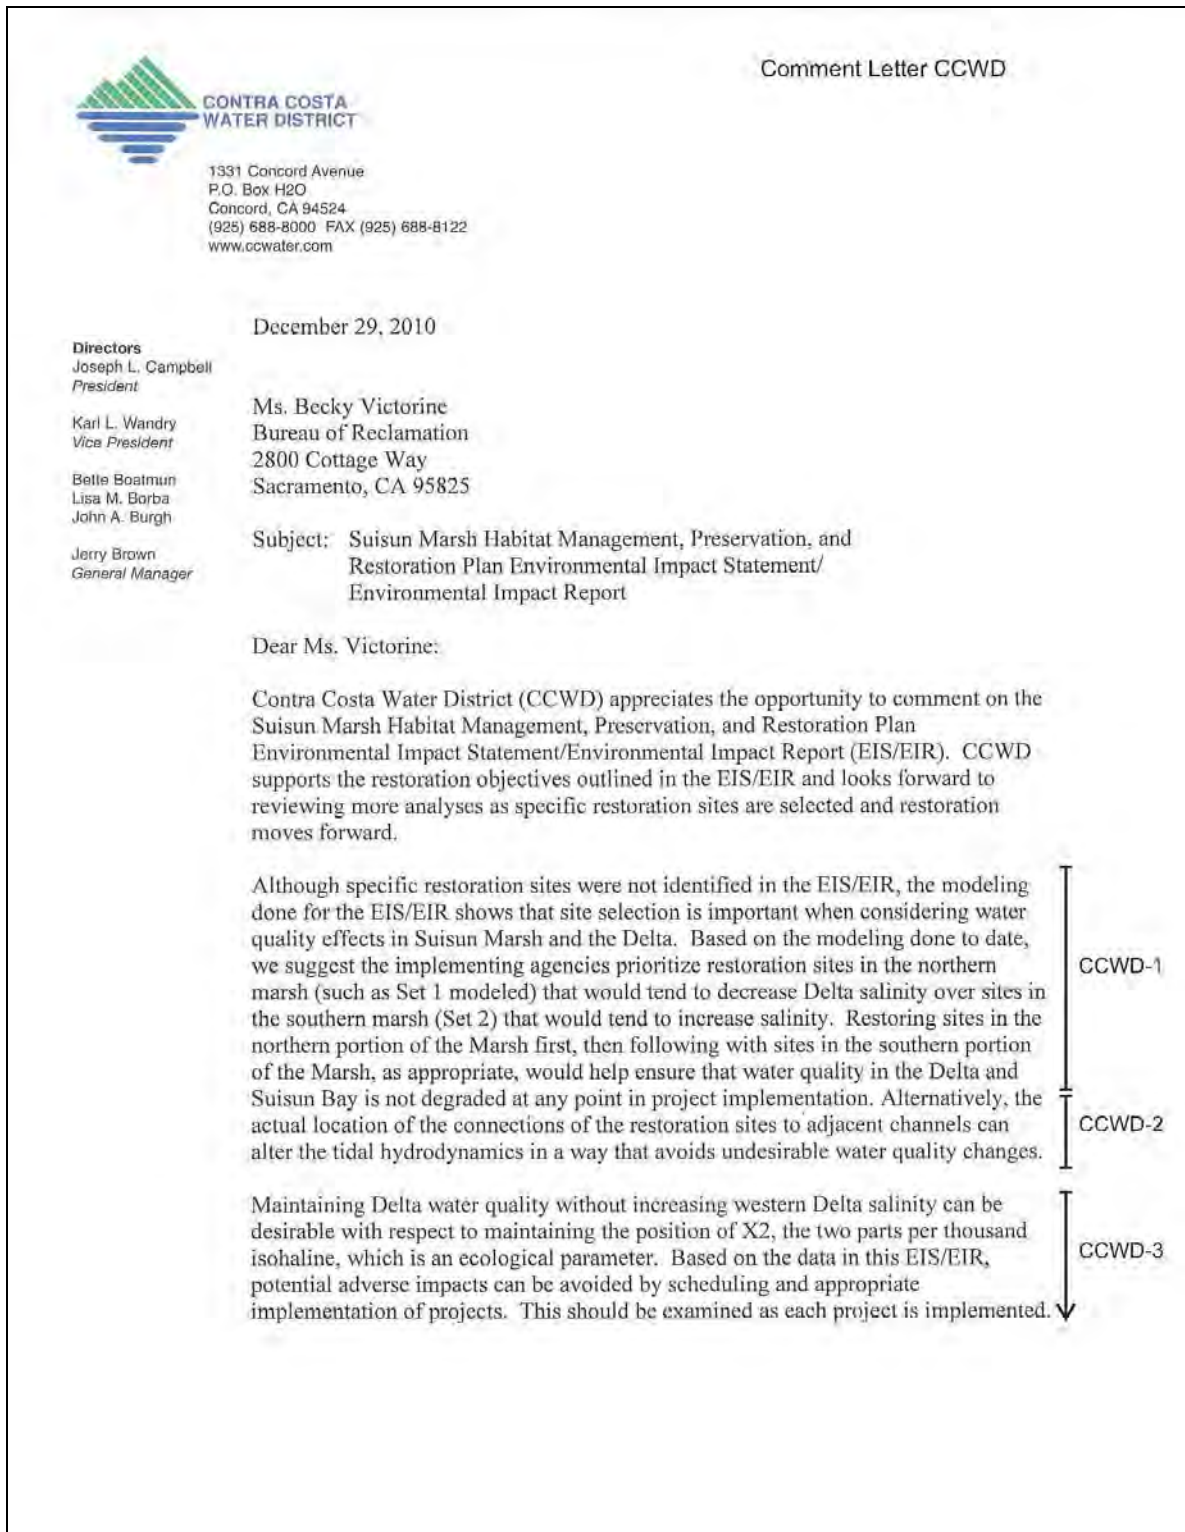 Comment Letter CCWD
CONTRA COSTA
WATER DISTRICT
1331 Concord Avenue
P.O. Box H2O
Concord, CA 94524
(925) 688-8000 FAX (925) 688-8122
www.ccwater.com
Directors
Joseph L. Campbell
President
Karl L. Wandry
Vice President
Bette Boatmun
Lisa M. Borba
John A. Burgh
Jerry Brown
General Manager
December 29, 2010
Ms. Becky Victorine
Bureau of Reclamation
2800 Cottage Way
Sacramento, CA 95825
Subject: Suisun Marsh Habitat Management, Preservation, and
Restoration Plan Environmental Impact Statement/
Environmental Impact Report
Dear Ms. Victorine:
Contra Costa Water District (CCWD) appreciates the opportunity to comment on the
Suisun Marsh Habitat Management, Preservation, and Restoration Plan
Environmental Impact Statement/Environmental Impact Report (EIS/EIR). CCWD
supports the restoration objectives outlined in the EIS/EIR and looks forward to
reviewing more analyses as specific restoration sites are selected and restoration
moves forward.
Although specific restoration sites were not identified in the EIS/EIR, the modeling
done for the EIS/EIR shows that site selection is important when considering water
quality effects in Suisun Marsh and the Delta. Based on the modeling done to date,
we suggest the implementing agencies prioritize restoration sites in the northern
marsh (such as Set 1 modeled) that would tend to decrease Delta salinity over sites in
the southern marsh (Set 2) that would tend to increase salinity. Restoring sites in the
northern portion of the Marsh first, then following with sites in the southern portion
of the Marsh, as appropriate, would help ensure that water quality in the Delta and
Suisun Bay is not degraded at any point in project implementation. Alternatively, the
actual location of the connections of the restoration sites to adjacent channels can
alter the tidal hydrodynamics in a way that avoids undesirable water quality changes.
CCWD-1
CCWD-2
Maintaining Delta water quality without increasing western Delta salinity can be
desirable with respect to maintaining the position of X2, the two parts per thousand
isohaline, which is an ecological parameter. Based on the data in this EIS/EIR,
potential adverse impacts can be avoided by scheduling and appropriate
implementation of projects. This should be examined as each project is implemented.
CCWD-3